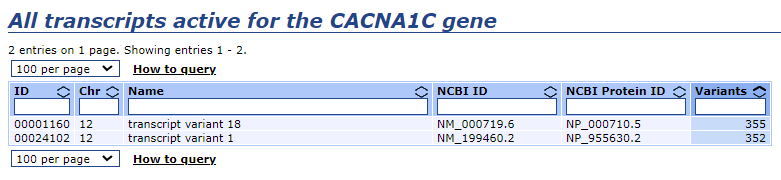 All transcripts active for the CACNA1C gene
2 entries on 1 page. Showing entries 1 - 2.
100 per page How to query
ID Chr Name NCBI ID NCBI Protein ID Variants
00001160 12 transcript variant 18 NM_000719.6 NP_000710.5 355
00024102 12 transcript variant 1 NM_199460.2 NP_955630.2 352
100 per page How to query